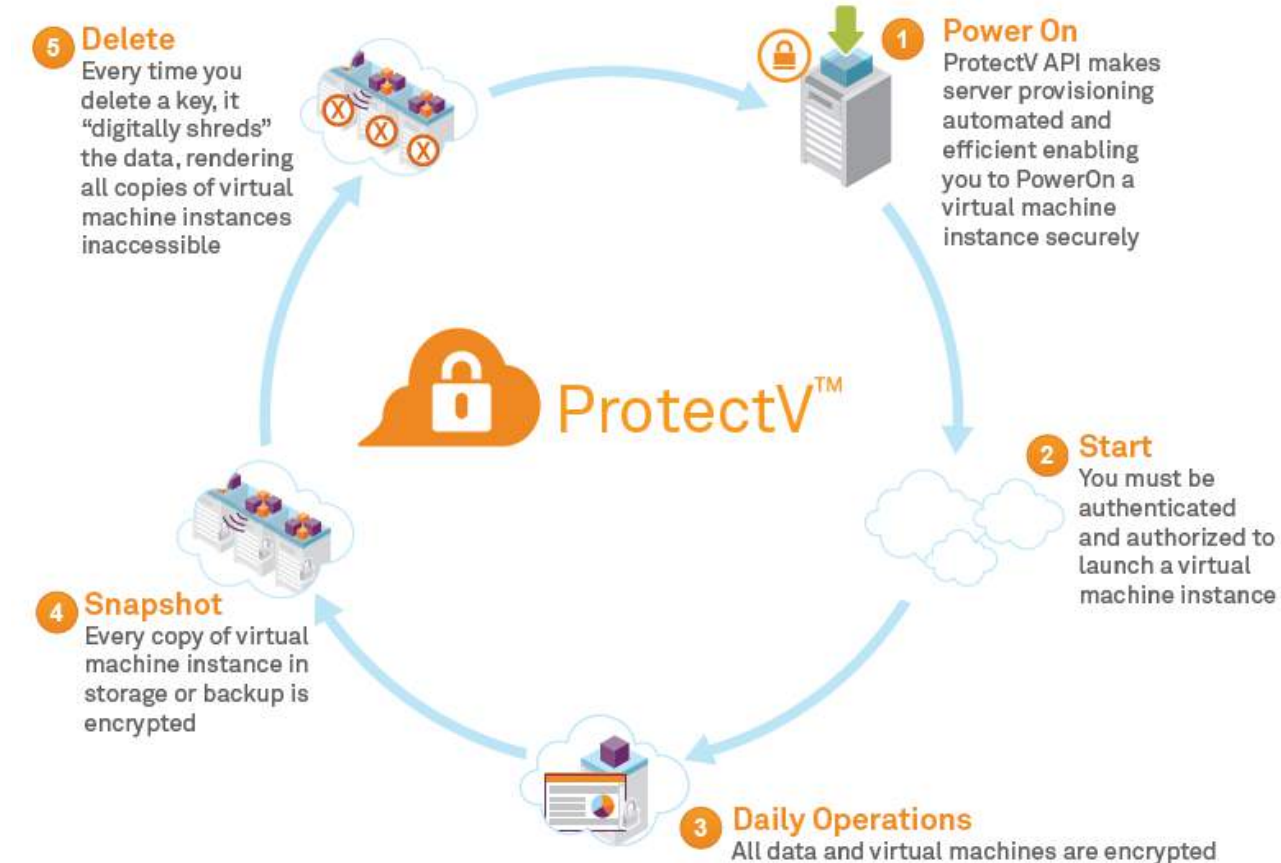 1 Power On
ProtectV API makes
server provisioning
automated and
efficient enabling
you to PowerOn a
virtual machine
instance securely
2 Start
You must be
authenticated
and authorized to
launch a virtual
machine instance
3 Daily Operations
All data and virtual machines are encrypted
4 Snapshot
Every copy of virtual
machine instance in
storage or backup is
encrypted
5 Delete
Every time you
delete a key, it
“digitally shreds”
the data, rendering
all copies of virtual
machine instances
inaccessible
X X X
ProtectV™